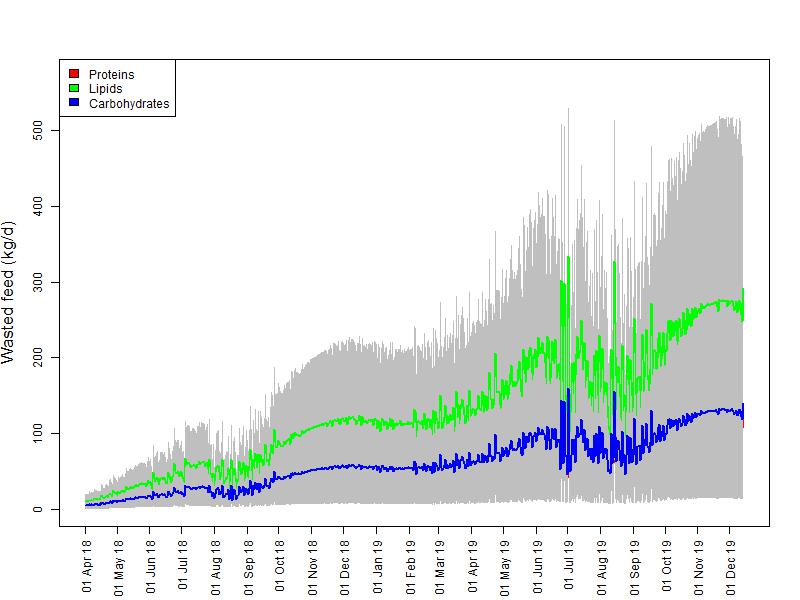 Proteins
Lipids
Carbohydrates
Wasted feed (kg/d)
500
400
300
200
100
0
01 Apr 18
01 May 18
01 Jun 18
01 Jul 18
01 Aug 18
01 Sep 18
01 Oct 18
01 Nov 18
01 Dec 18
01 Jan 19
01 Feb 19
01 Mar 19
01 Apr 19
01 May 19
01 Jun 19
01 Jul 19
01 Aug 19
01 Sep 19
01 Oct 19
01 Nov 19
01 Dec 19